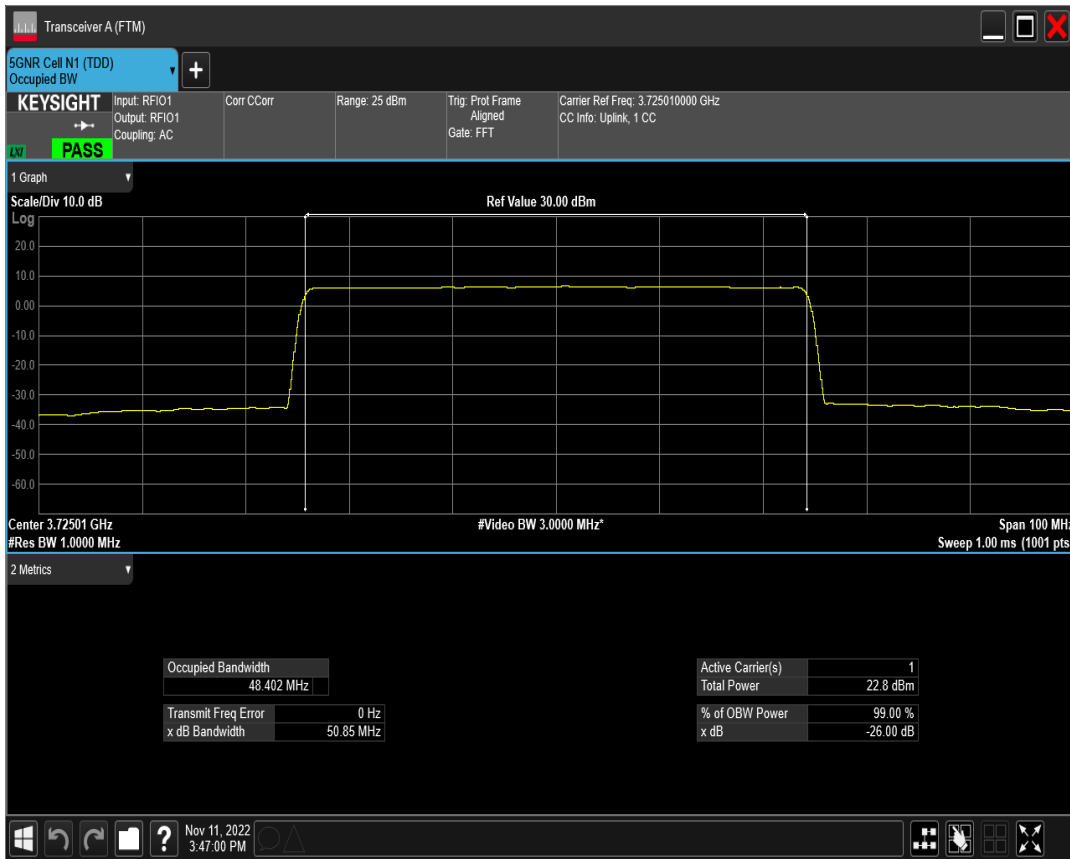 Transceiver A (FTM)
5GNR Cell N1 (TDD)
Occupied BW
+
KEYSIGHT
LXI
PASS
Input: RFIO1
Output: RFIO1
Coupling: AC
Corr CCorr
Range: 25 dBm
Trig: Prot Frame
Aligned
Gate: FFT
Carrier Ref Freq: 3.725010000 GHz
CC Info: Uplink, 1 CC
1 Graph
Scale/Div 10.0 dB
Ref Value 30.00 dBm
Log
20.0
10.0
0.00
-10.0
-20.0
-30.0
-40.0
-50.0
-60.0
Center 3.72501 GHz
#Video BW 3.0000 MHz*
Span 100 MHz
#Res BW 1.0000 MHz
Sweep 1.00 ms (1001 pts
2 Metrics
Occupied Bandwidth
48.402 MHz
Transmit Freq Error 0 Hz
x dB Bandwidth 50.85 MHz
Active Carrier(s) 1
Total Power 22.8 dBm
% of OBW Power 99.00 %
x dB -26.00 dB
?
Nov 11, 2022
3:47:00 PM